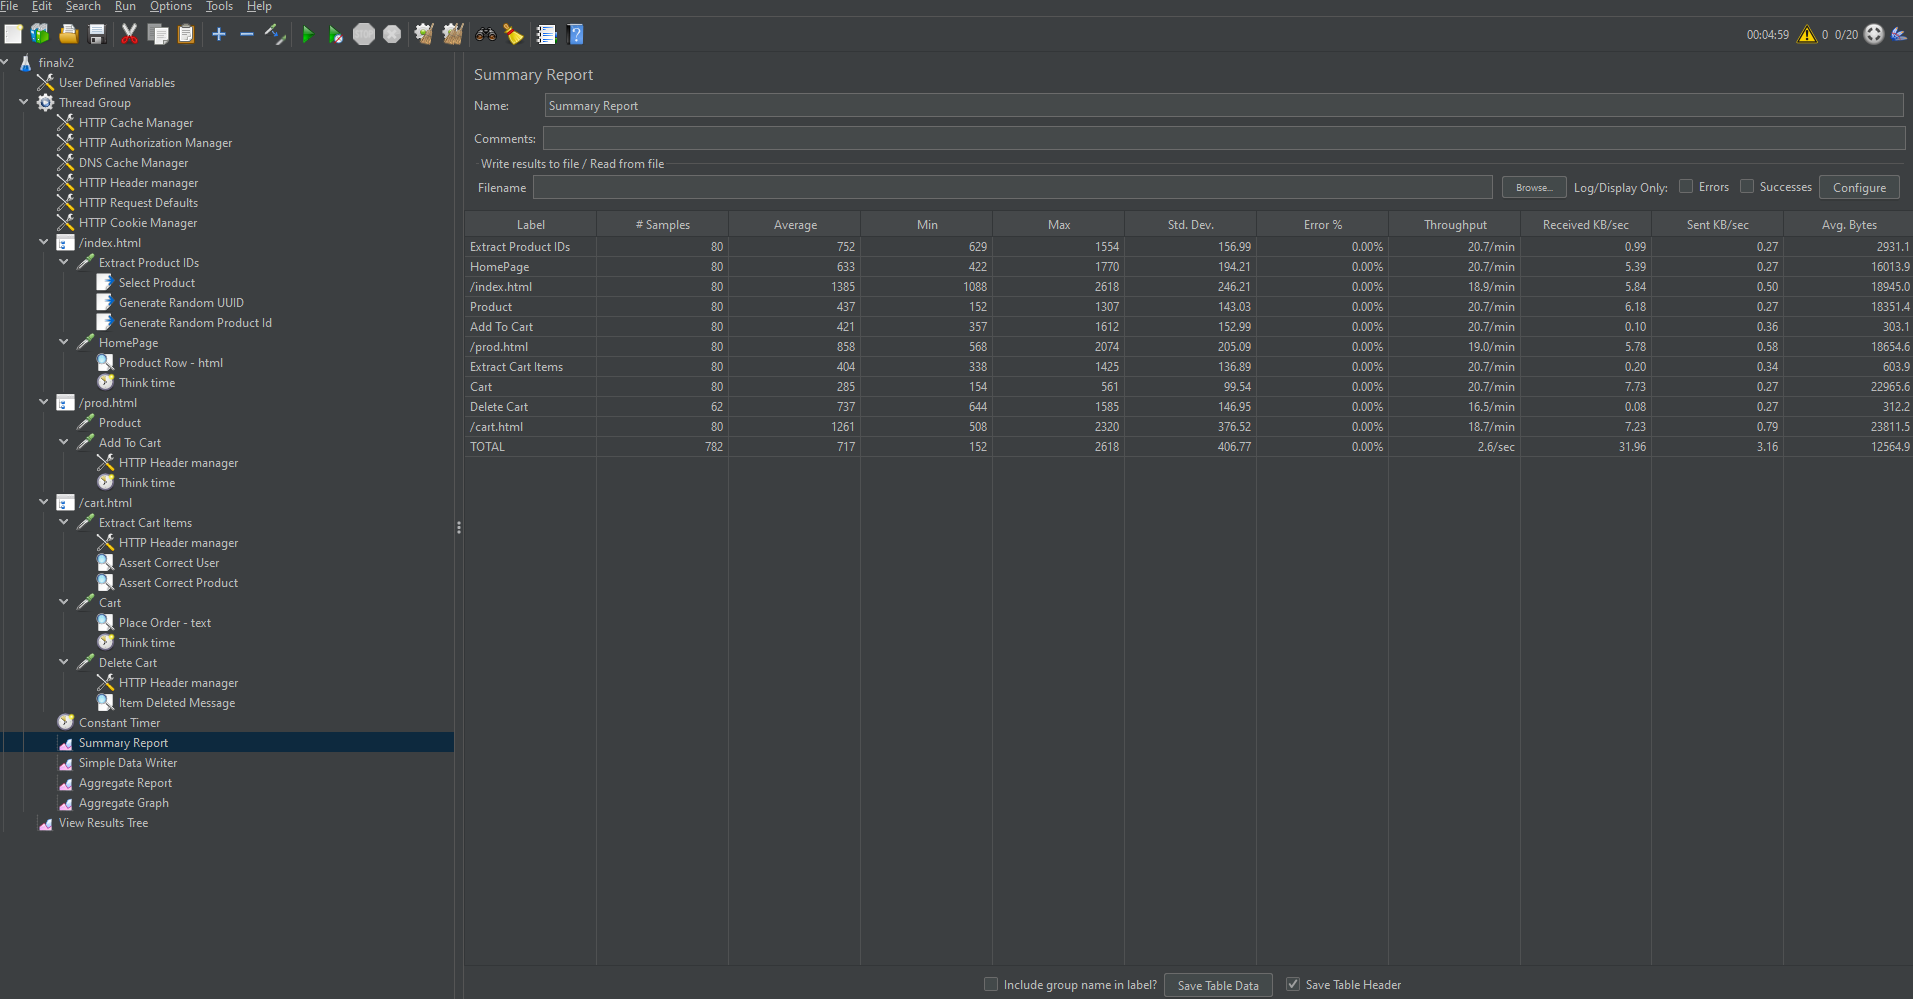 File Edit Search Run Options Tools Help
00:04:59 0 0/20
finalv2
User Defined Variables
Thread Group
HTTP Cache Manager
HTTP Authorization Manager
DNS Cache Manager
HTTP Header manager
HTTP Request Defaults
HTTP Cookie Manager
/index.html
Extract Product IDs
Select Product
Generate Random UUID
Generate Random Product Id
HomePage
Product Row - html
Think time
/prod.html
Product
Add To Cart
HTTP Header manager
Think time
/cart.html
Extract Cart Items
HTTP Header manager
Assert Correct User
Assert Correct Product
Cart
Place Order - text
Think time
Delete Cart
HTTP Header manager
Item Deleted Message
Constant Timer
Summary Report
Simple Data Writer
Aggregate Report
Aggregate Graph
View Results Tree
Summary Report
Name: Summary Report
Comments:
Write results to file / Read from file
Filename Browse... Log/Display Only: Errors Successes Configure
Label # Samples Average Min Max Std. Dev. Error % Throughput Received KB/sec Sent KB/sec Avg. Bytes
Extract Product IDs 80 752 629 1554 156.99 0.00% 20.7/min 0.99 0.27 2931.1
HomePage 80 633 422 1770 194.21 0.00% 20.7/min 5.39 0.27 16013.9
/index.html 80 1385 1088 2618 246.21 0.00% 18.9/min 5.84 0.50 18945.0
Product 80 437 152 1307 143.03 0.00% 20.7/min 6.18 0.27 18351.4
Add To Cart 80 421 357 1612 152.99 0.00% 20.7/min 0.10 0.36 303.1
/prod.html 80 858 568 2074 205.09 0.00% 19.0/min 5.78 0.58 18654.6
Extract Cart Items 80 404 338 1425 136.89 0.00% 20.7/min 0.20 0.34 603.9
Cart 80 285 154 561 99.54 0.00% 20.7/min 7.73 0.27 22965.6
Delete Cart 62 737 644 1585 146.95 0.00% 16.5/min 0.08 0.27 312.2
/cart.html 80 1261 508 2320 376.52 0.00% 18.7/min 7.23 0.79 23811.5
TOTAL 782 717 152 2618 406.77 0.00% 2.6/sec 31.96 3.16 12564.9
Include group name in label? Save Table Data Save Table Header